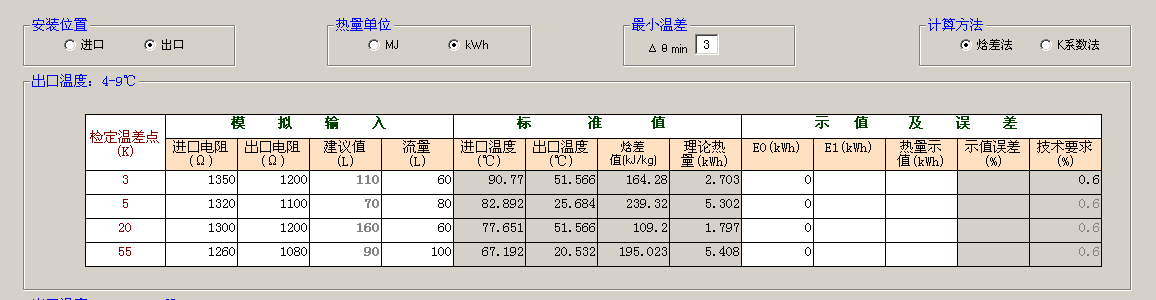 安装位置 热量单位 最小温差 计算方法
进口 出口 MJ kWh Δ θ min 3 焓差法 K系数法
出口温度：4-9℃
检定温差点(K) 模 拟 输 入 标 准 值 示 值 及 误 差
进口电阻(Ω) 出口电阻(Ω) 建议值(L) 流量(L) 进口温度(℃) 出口温度(℃) 焓差值(kJ/kg) 理论热量(kWh) E0(kWh) E1(kWh) 热量示值(kWh) 示值误差(%) 技术要求(%)
3 1350 1200 110 60 90.77 51.566 164.28 2.703 0 0.6
5 1320 1100 70 80 82.892 25.684 239.32 5.302 0 0.6
20 1300 1200 160 60 77.651 51.566 109.2 1.797 0 0.6
55 1260 1080 90 100 67.192 20.532 195.023 5.408 0 0.6